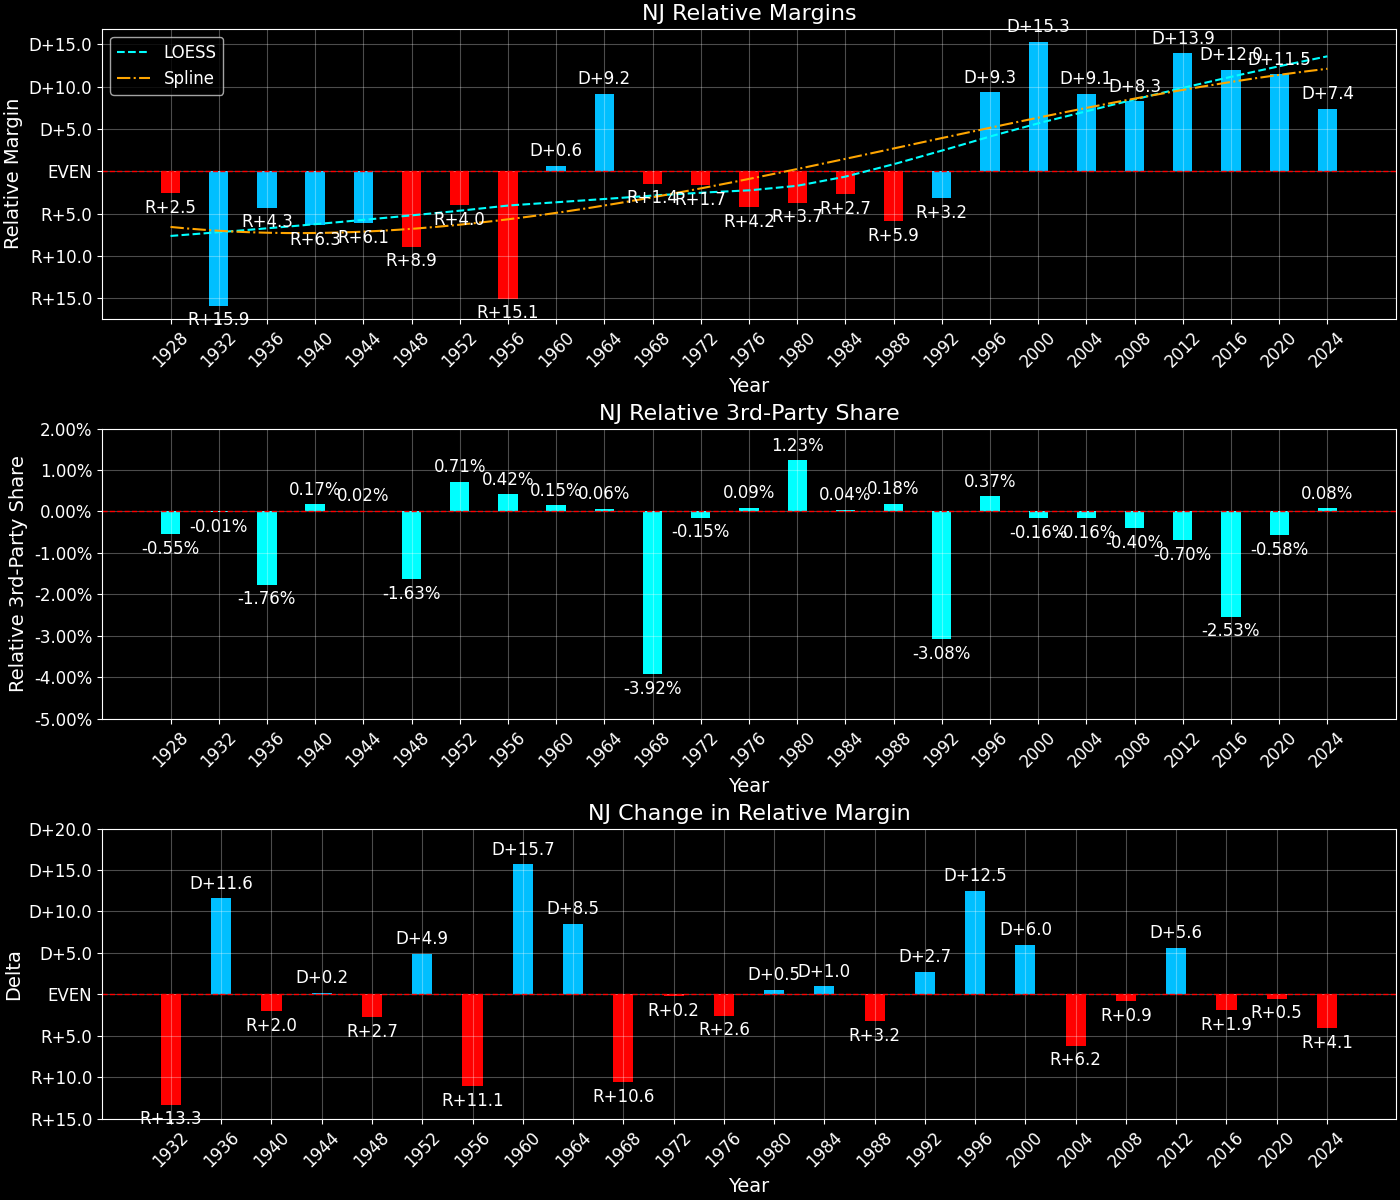 NJ Relative Margins
LOESS
Spline
Relative Margin
D+15.0
D+10.0
D+5.0
EVEN
R+5.0
R+10.0
R+15.0
R+2.5
R+15.9
R+4.3
R+6.3
R+6.1
R+8.9
R+4.0
R+15.1
D+0.6
D+9.2
R+1.4
R+1.7
R+4.2
R+3.7
R+2.7
R+5.9
R+3.2
D+9.3
D+15.3
D+9.1
D+8.3
D+13.9
D+12.0
D+11.5
D+7.4
1928 1932 1936 1940 1944 1948 1952 1956 1960 1964 1968 1972 1976 1980 1984 1988 1992 1996 2000 2004 2008 2012 2016 2020 2024
Year
NJ Relative 3rd-Party Share
Relative 3rd-Party Share
2.00%
1.00%
0.00%
-1.00%
-2.00%
-3.00%
-4.00%
-5.00%
-0.55%
-0.01%
-1.76%
0.17%
0.02%
-1.63%
0.71%
0.42%
0.15%
0.06%
-3.92%
-0.15%
0.09%
1.23%
0.04%
0.18%
-3.08%
0.37%
-0.16%
-0.16%
-0.40%
-0.70%
-2.53%
-0.58%
0.08%
1928 1932 1936 1940 1944 1948 1952 1956 1960 1964 1968 1972 1976 1980 1984 1988 1992 1996 2000 2004 2008 2012 2016 2020 2024
Year
NJ Change in Relative Margin
Delta
D+20.0
D+15.0
D+10.0
D+5.0
EVEN
R+5.0
R+10.0
R+15.0
R+13.3
D+11.6
R+2.0
D+0.2
R+2.7
D+4.9
R+11.1
D+15.7
D+8.5
R+10.6
R+0.2
R+2.6
D+0.5
D+1.0
R+3.2
D+2.7
D+12.5
D+6.0
R+6.2
R+0.9
D+5.6
R+1.9
R+0.5
R+4.1
1932 1936 1940 1944 1948 1952 1956 1960 1964 1968 1972 1976 1980 1984 1988 1992 1996 2000 2004 2008 2012 2016 2020 2024
Year